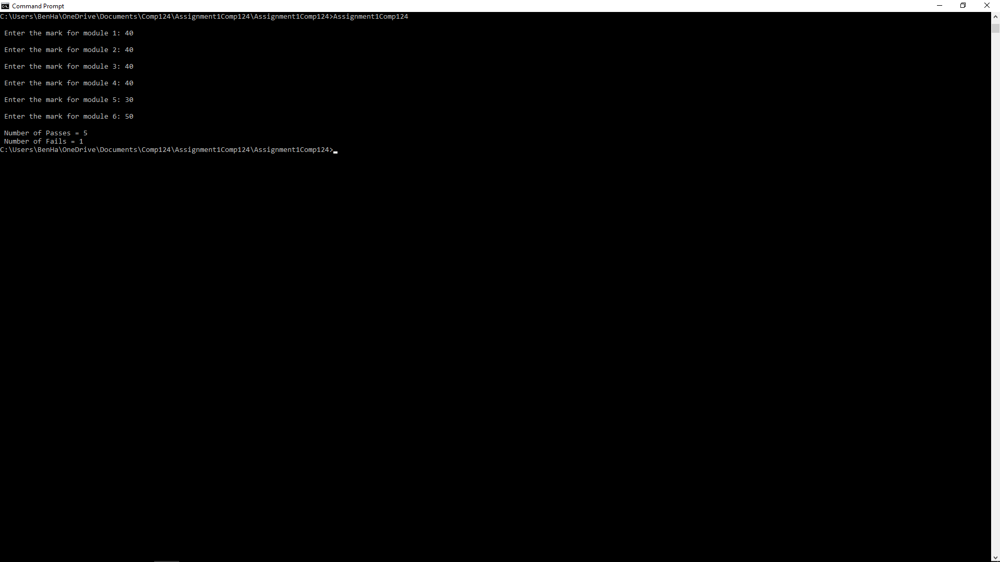 Command Prompt
C:\Users\BenHa\OneDrive\Documents\Comp124\Assignment1Comp124\Assignment1Comp124>Assignment1Comp124
Enter the mark for module 1: 40
Enter the mark for module 2: 40
Enter the mark for module 3: 40
Enter the mark for module 4: 40
Enter the mark for module 5: 30
Enter the mark for module 6: 50
Number of Passes = 5
Number of Fails = 1
C:\Users\BenHa\OneDrive\Documents\Comp124\Assignment1Comp124\Assignment1Comp124>